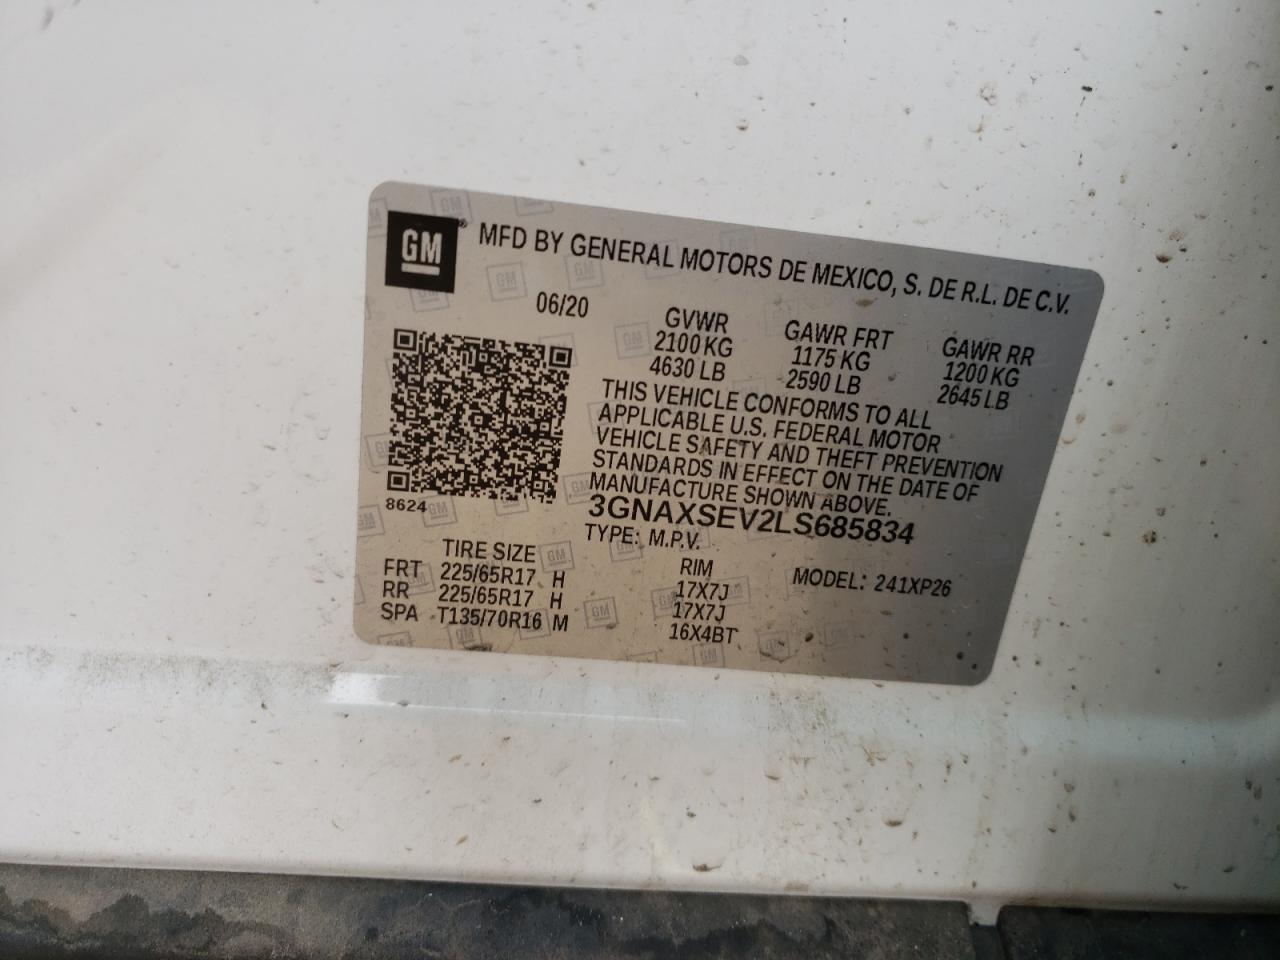 GM ® MFD BY GENERAL MOTORS DE MEXICO, S. DE R.L. DE C.V.
06/20
GVWR GAWR FRT GAWR RR
2100 KG 1175 KG 1200 KG
4630 LB 2590 LB 2645 LB
THIS VEHICLE CONFORMS TO ALL
APPLICABLE U.S. FEDERAL MOTOR
VEHICLE SAFETY AND THEFT PREVENTION
STANDARDS IN EFFECT ON THE DATE OF
MANUFACTURE SHOWN ABOVE.
8624
3GNAXSEV2LS685834
TYPE: M.P.V.
MODEL: 241XP26
TIRE SIZE RIM
FRT 225/65R17 H 17X7J
RR 225/65R17 H 17X7J
SPA T135/70R16 M 16X4BT